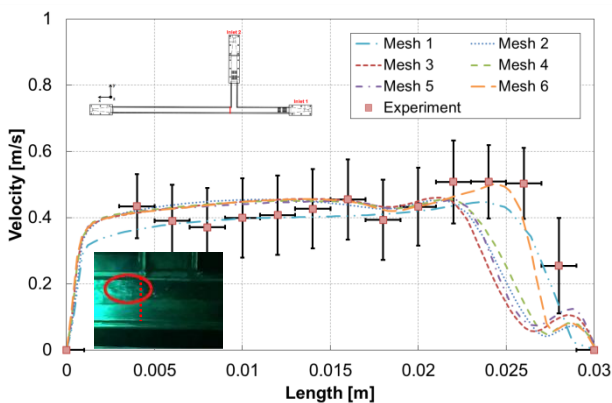 1
0.8
0.6
0.4
0.2
0
Velocity [m/s]
Inlet 2
Inlet 1
Mesh 1
Mesh 2
Mesh 3
Mesh 4
Mesh 5
Mesh 6
Experiment
0
0.005
0.01
0.015
0.02
0.025
0.03
Length [m]